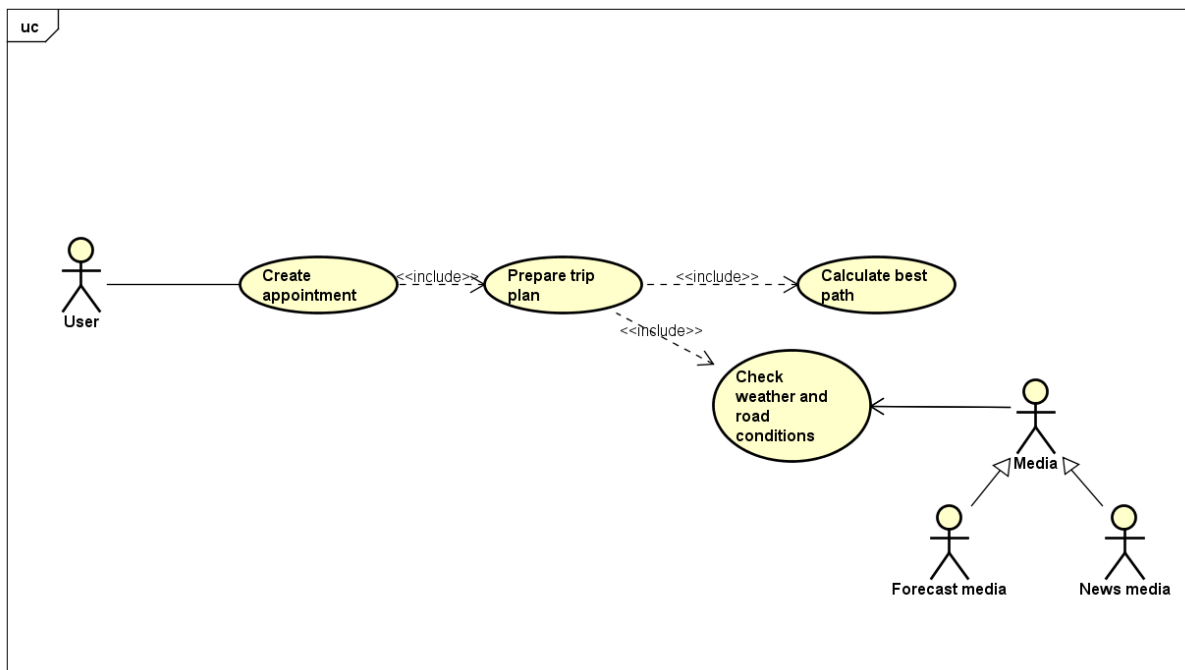 uc
Create
appointment
<<include>>
Prepare trip
plan
<<include>>
Calculate best
path
User
<<include>>
Check
weather and
road
conditions
Media
Forecast media
News media